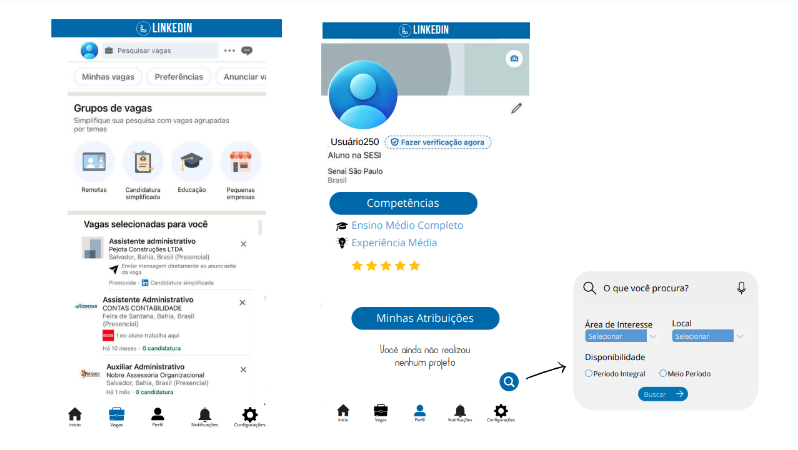 LINKEDIN
Pesquisar vagas
Minhas vagas
Preferências
Anunciar va
Grupos de vagas
Simplifique sua pesquisa com vagas agrupadas
por temas
Remotas
Candidatura
simplificada
Educação
Pequenas
empresas
Vagas selecionadas para você
Assistente administrativo
Pejota Construções LTDA
Salvador, Bahia, Brasil (Presencial)
Enviar mensagem diretamente ao anunciante
da vaga
Promovida · in Candidatura simplificada
CONTAS
Assistente Administrativo
CONTAS CONTABILIDADE
Feira de Santana, Bahia, Brasil
(Presencial)
1 ex-aluno trabalha aqui
Há 10 meses · 0 candidatura
Auxiliar Administrativo
Nobre Assessoria Organizacional
Salvador, Bahia, Brasil (Presencial)
Há 1 mês · 0 candidatura
Início
Vagas
Perfil
Notificações
Configurações
LINKEDIN
Usuário250
Fazer verificação agora
Aluno na SESI
Senai São Paulo
Brasil
Competências
Ensino Médio Completo
Experiência Média
Minhas Atribuições
Você ainda não realizou
nenhum projeto
Início
Vagas
Perfil
Notificações
Configurações
O que você procura?
Área de Interesse
Local
Selecionar
Selecionar
Disponibilidade
Período Integral
Meio Período
Buscar